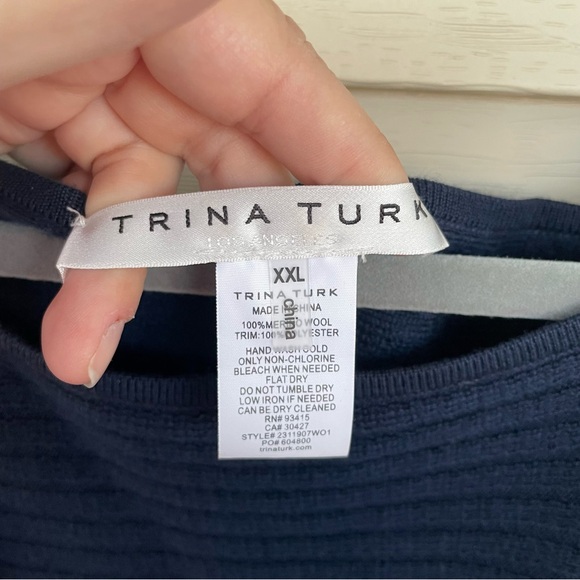 TRINA TURK
LOS ANGELES
XXL
TRINA TURK
MADE IN CHINA
china
100% MERINO WOOL
TRIM:100% POLYESTER
HAND WASH COLD
ONLY NON-CHLORINE
BLEACH WHEN NEEDED
FLAT DRY
DO NOT TUMBLE DRY
LOW IRON IF NEEDED
CAN BE DRY CLEANED
RN# 93415
CA# 30427
STYLE# 2311907WO1
PO# 604800
trinaturk.com